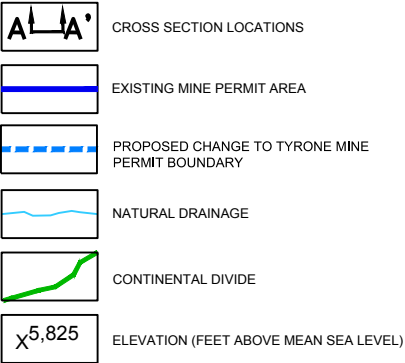 A A' CROSS SECTION LOCATIONS
EXISTING MINE PERMIT AREA
PROPOSED CHANGE TO TYRONE MINE
PERMIT BOUNDARY
NATURAL DRAINAGE
CONTINENTAL DIVIDE
X5,825 ELEVATION (FEET ABOVE MEAN SEA LEVEL)